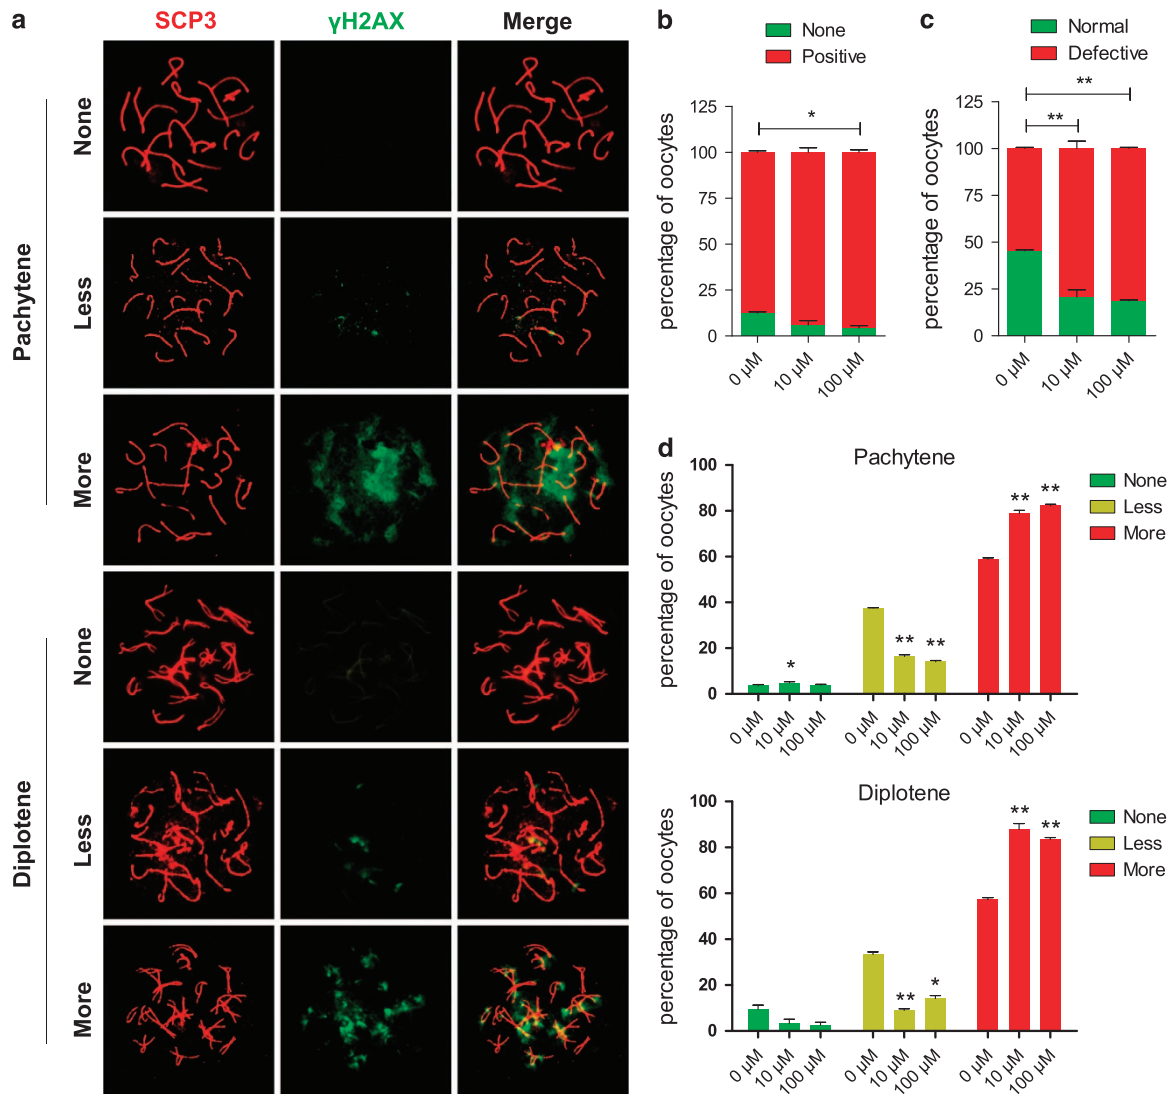 a
SCP3 γH2AX Merge
Pachytene
None
Less
More
Diplotene
None
Less
More
b
None
Positive
percentage of oocytes
125
100
75
50
25
0
*
0 µM 10 µM 100 µM
c
Normal
Defective
percentage of oocytes
125
100
75
50
25
0
**
**
0 µM 10 µM 100 µM
d
Pachytene
None
Less
More
percentage of oocytes
100
80
60
40
20
0
* ** ** ** **
0 µM 10 µM 100 µM 0 µM 10 µM 100 µM 0 µM 10 µM 100 µM
Diplotene
None
Less
More
percentage of oocytes
100
80
60
40
20
0
** * ** **
0 µM 10 µM 100 µM 0 µM 10 µM 100 µM 0 µM 10 µM 100 µM